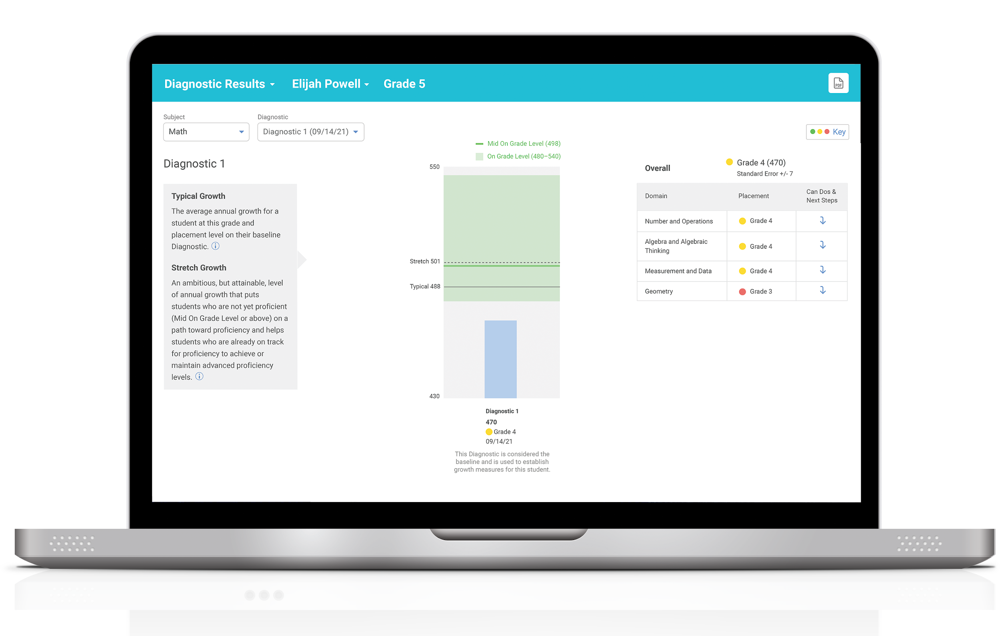 Diagnostic Results
Elijah Powell
Grade 5
PDF
Subject
Math
Diagnostic
Diagnostic 1 (09/14/21)
Key
Diagnostic 1
Typical Growth
The average annual growth for a
student at this grade and
placement level on their baseline
Diagnostic.
Stretch Growth
An ambitious, but attainable, level
of annual growth that puts
students who are not yet proficient
(Mid On Grade Level or above) on a
path toward proficiency and helps
students who are already on track
for proficiency to achieve or
maintain advanced proficiency
levels.
Mid On Grade Level (498)
On Grade Level (480–540)
550
Stretch 501
Typical 488
430
Diagnostic 1
470
Grade 4
09/14/21
This Diagnostic is considered the
baseline and is used to establish
growth measures for this student.
Overall
Grade 4 (470)
Standard Error +/- 7
Domain
Placement
Can Dos &
Next Steps
Number and Operations
Grade 4
Algebra and Algebraic
Thinking
Grade 4
Measurement and Data
Grade 4
Geometry
Grade 3